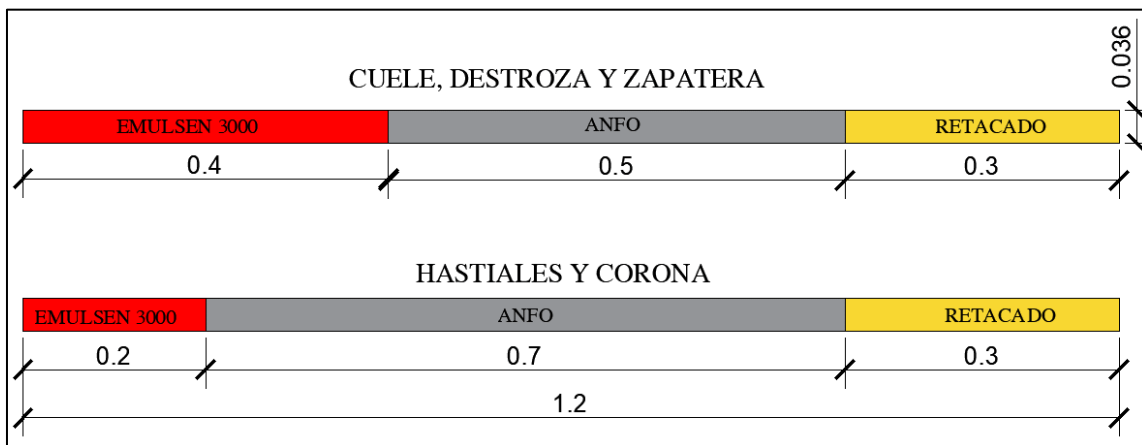 CUELE, DESTROZA Y ZAPATERA
0.036
EMULSEN 3000 ANFO RETACADO
0.4 0.5 0.3
HASTIALES Y CORONA
EMULSEN 3000 ANFO RETACADO
0.2 0.7 0.3
1.2